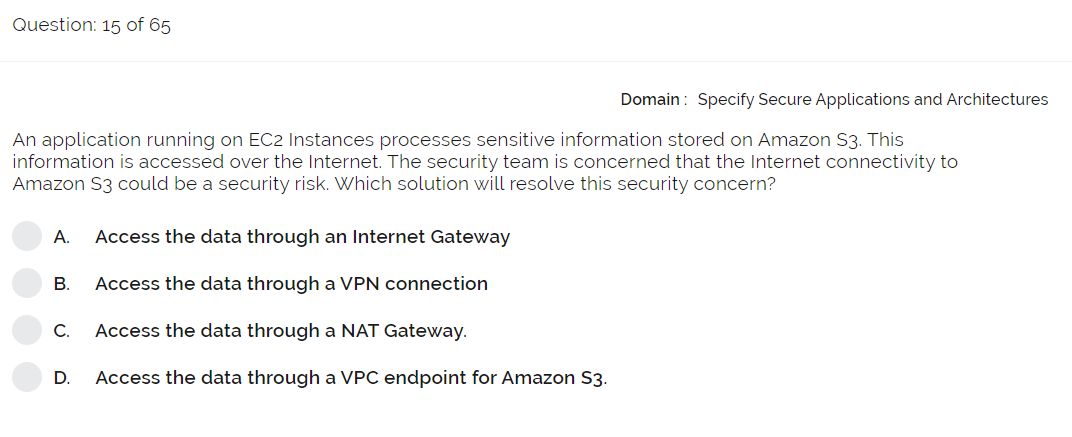 Question: 15 of 65
Domain : Specify Secure Applications and Architectures
An application running on EC2 Instances processes sensitive information stored on Amazon S3. This
information is accessed over the Internet. The security team is concerned that the Internet connectivity to
Amazon S3 could be a security risk. Which solution will resolve this security concern?
A. Access the data through an Internet Gateway
B. Access the data through a VPN connection
C. Access the data through a NAT Gateway.
D. Access the data through a VPC endpoint for Amazon S3.